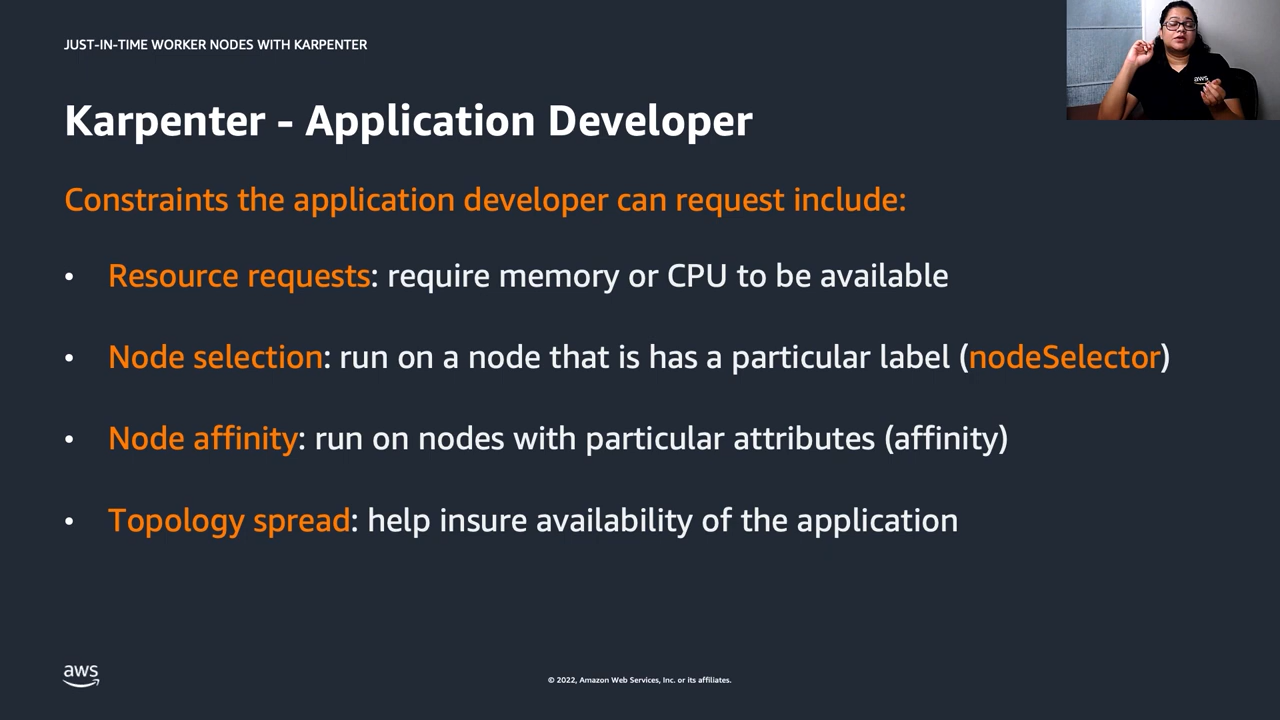 JUST-IN-TIME WORKER NODES WITH KARPENTER
aws
Karpenter - Application Developer
Constraints the application developer can request include:
• Resource requests: require memory or CPU to be available
• Node selection: run on a node that is has a particular label (nodeSelector)
• Node affinity: run on nodes with particular attributes (affinity)
• Topology spread: help insure availability of the application
aws
© 2022, Amazon Web Services, Inc. or its affiliates.